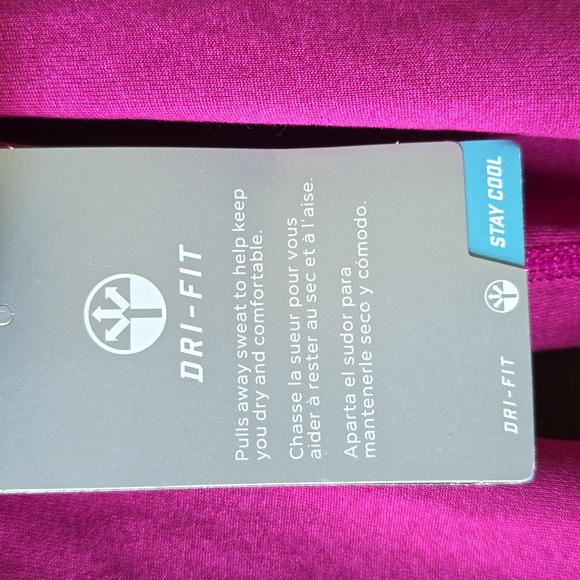 DRI-FIT
Pulls away sweat to help keep
you dry and comfortable.
Chasse la sueur pour vous
aider à rester au sec et à l'aise.
Aparta el sudor para
mantenerle seco y cómodo.
DRI-FIT
STAY COOL